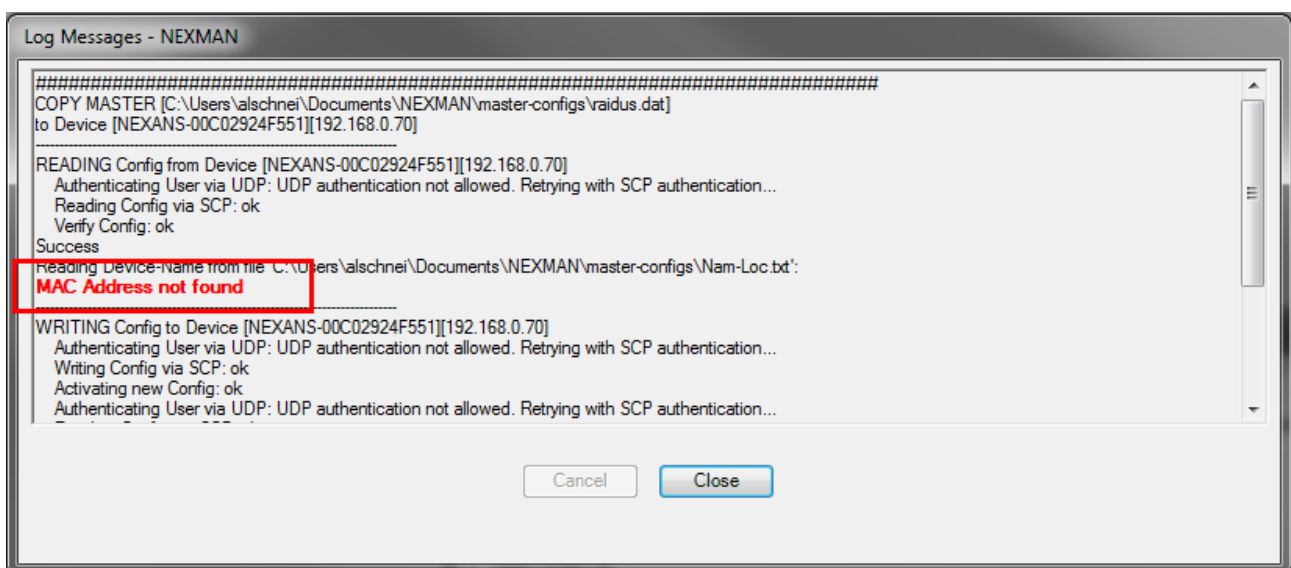 Log Messages - NEXMAN
################################################################################
COPY MASTER [C:\Users\alschnei\Documents\NEXMAN\master-configs\raidus.dat]
to Device [NEXANS-00C02924F551][192.168.0.70]
--------------------------------------------------------------------------------
READING Config from Device [NEXANS-00C02924F551][192.168.0.70]
Authenticating User via UDP: UDP authentication not allowed. Retrying with SCP authentication...
Reading Config via SCP: ok
Verify Config: ok
Success
Reading Device-Name from file 'C:\Users\alschnei\Documents\NEXMAN\master-configs\Nam-Loc.txt':
MAC Address not found
--------------------------------------------------------------------------------
WRITING Config to Device [NEXANS-00C02924F551][192.168.0.70]
Authenticating User via UDP: UDP authentication not allowed. Retrying with SCP authentication...
Writing Config via SCP: ok
Activating new Config: ok
Authenticating User via UDP: UDP authentication not allowed. Retrying with SCP authentication...
Cancel
Close